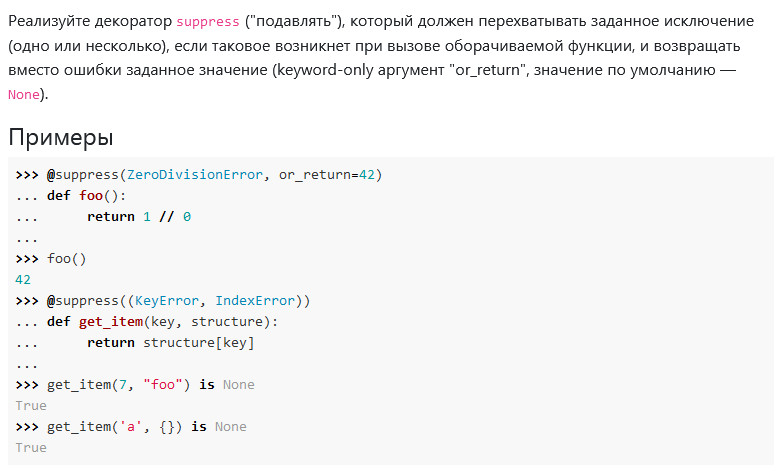 Реализуйте декоратор suppress ("подавлять"), который должен перехватывать заданное исключение
(одно или несколько), если таковое возникнет при вызове оборачиваемой функции, и возвращать
вместо ошибки заданное значение (keyword-only аргумент "or_return", значение по умолчанию —
None).
Примеры
>>> @suppress(ZeroDivisionError, or_return=42)
... def foo():
...     return 1 // 0
...
>>> foo()
42
>>> @suppress((KeyError, IndexError))
... def get_item(key, structure):
...     return structure[key]
...
>>> get_item(7, "foo") is None
True
>>> get_item('a', {}) is None
True